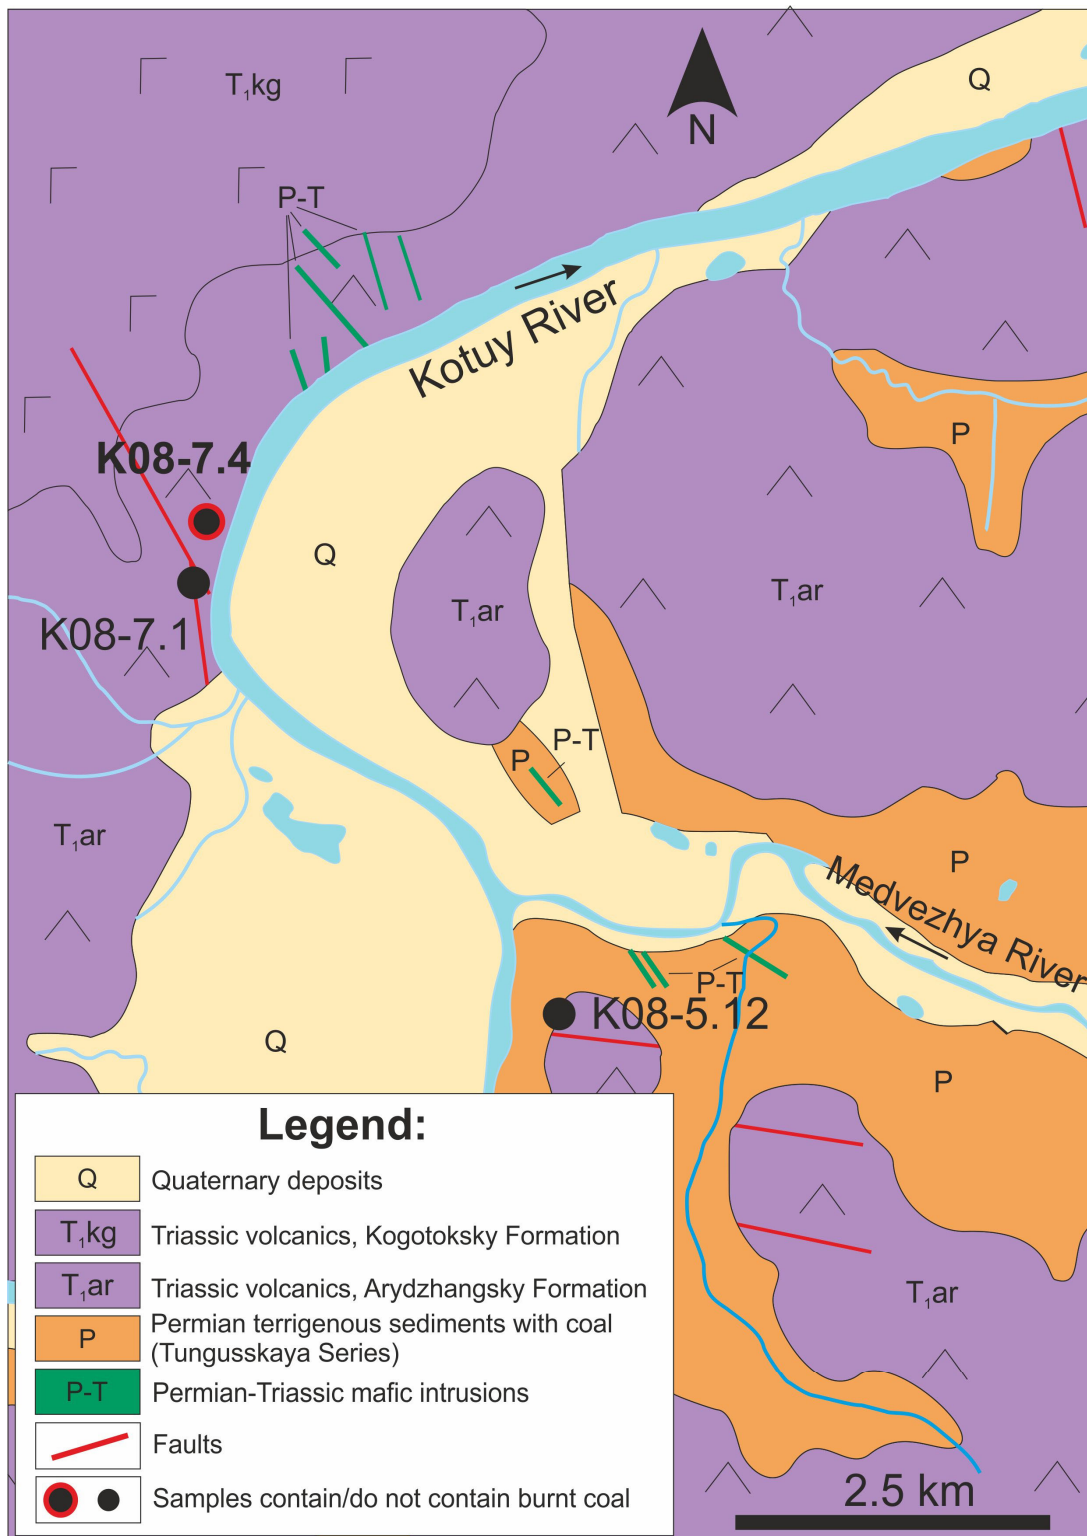 T₁kg
Q
N
P-T
Kotuy River
K08-7.4
P
Q
T₁ar
T₁ar
K08-7.1
P-T
P
T₁ar
P
Medvezhya River
P-T
K08-5.12
Q
P
Legend:
Q Quaternary deposits
T₁kg Triassic volcanics, Kogotoksky Formation
T₁ar Triassic volcanics, Arydzhangsky Formation
P Permian terrigenous sediments with coal
(Tungusskaya Series)
P-T Permian-Triassic mafic intrusions
Faults
Samples contain/do not contain burnt coal
T₁ar
2.5 km